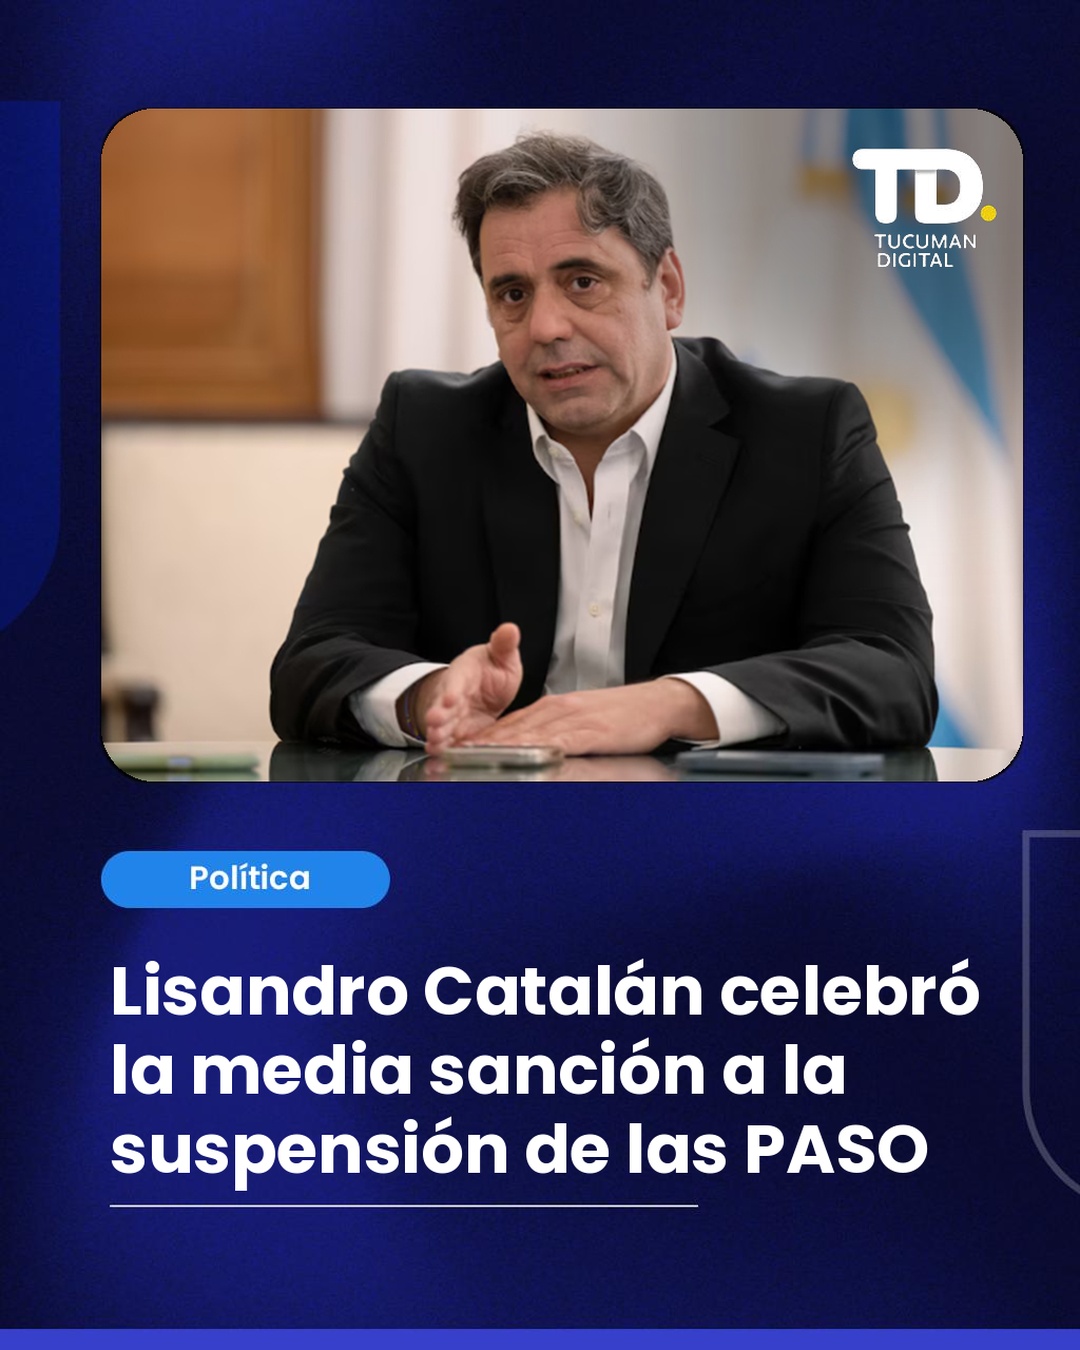 TD.
TUCUMAN
DIGITAL
Política
Lisandro Catalán celebró
la media sanción a la
suspensión de las PASO